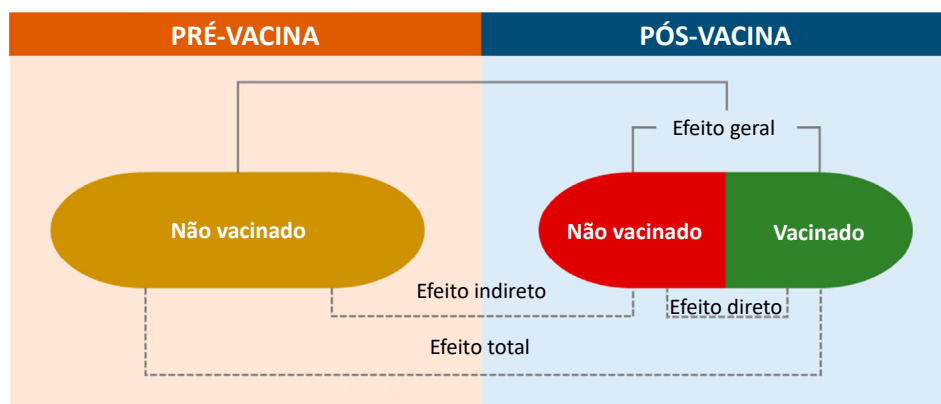 PRÉ-VACINA
PÓS-VACINA
Efeito geral
Não vacinado
Não vacinado
Vacinado
Efeito indireto
Efeito direto
Efeito total